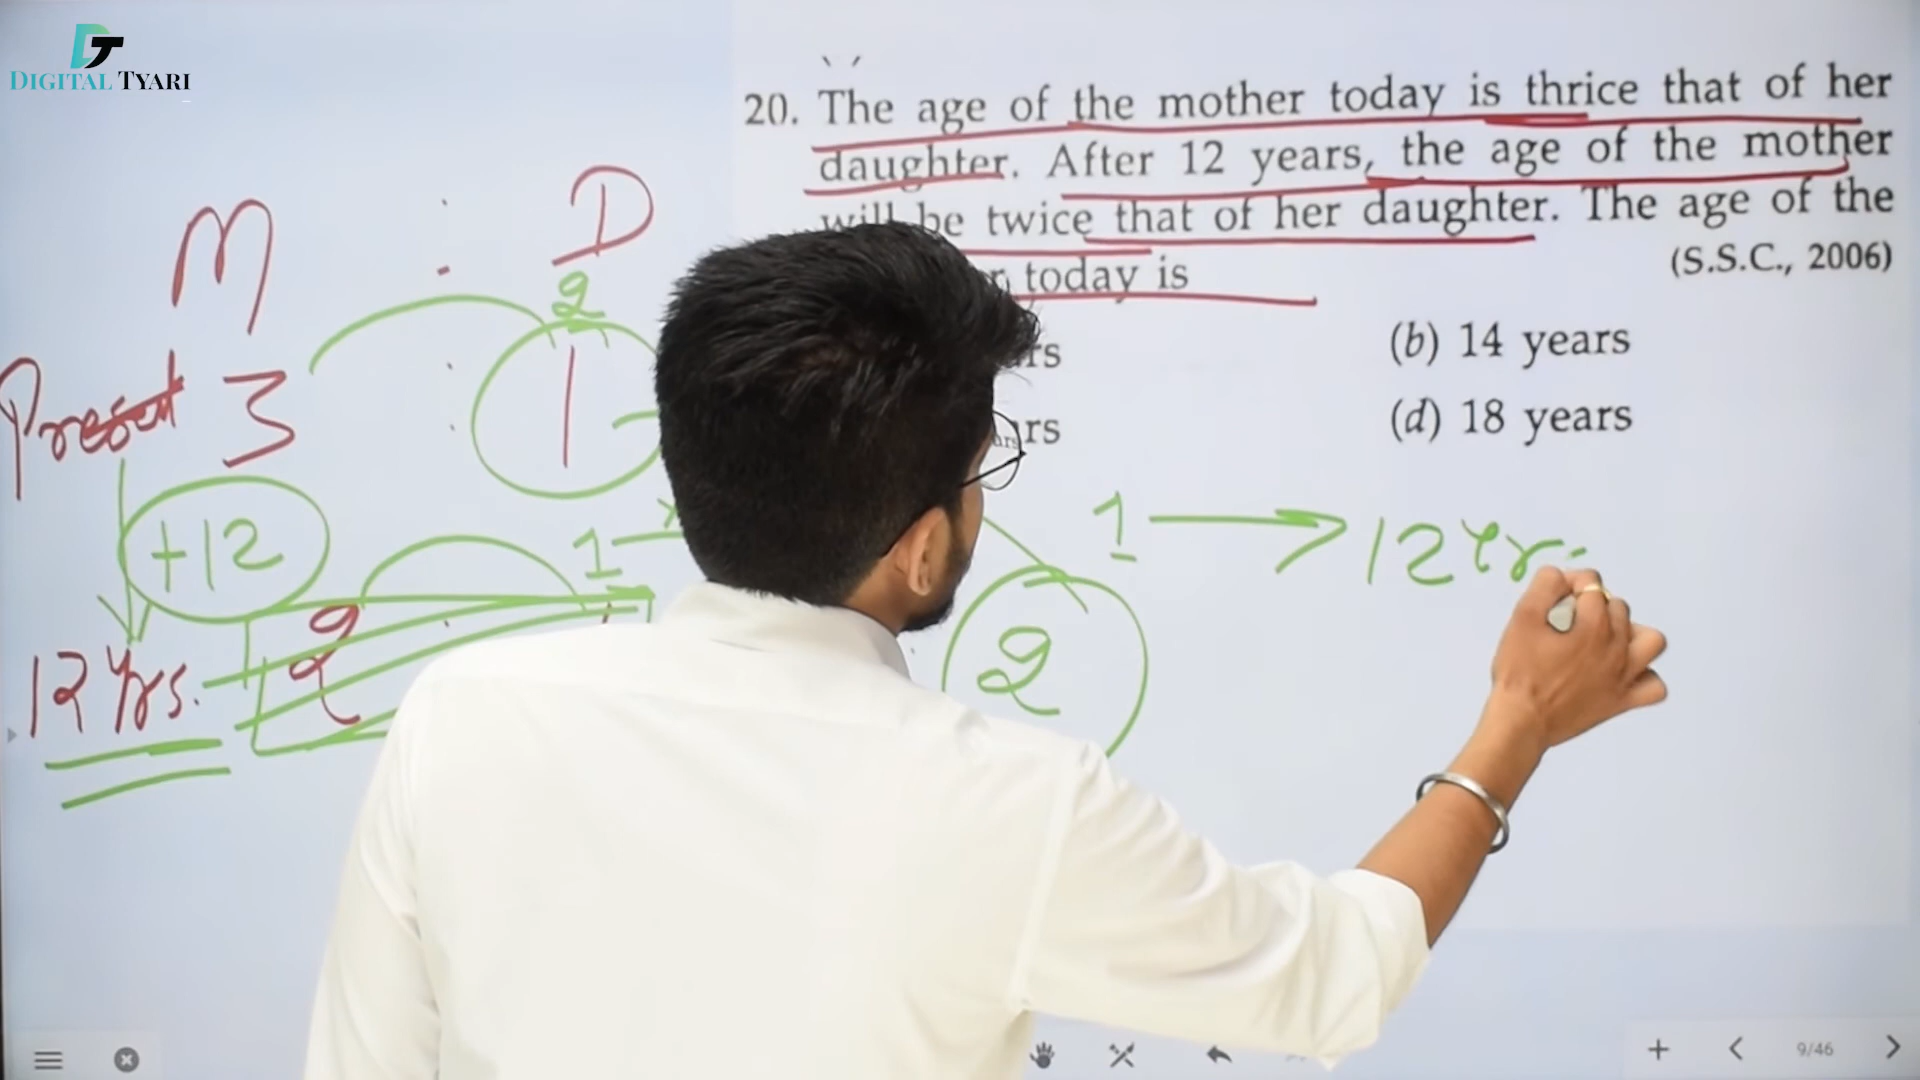 DIGITAL TYARI
20. The age of the mother today is thrice that of her
daughter. After 12 years, the age of the mother
will be twice that of her daughter. The age of the
today is
(S.S.C., 2006)
(b) 14 years
(d) 18 years
M : D
2
Present 3 : 1
+12
1
1 → 12 Yrs.
12 Yrs. 2
2
9/46